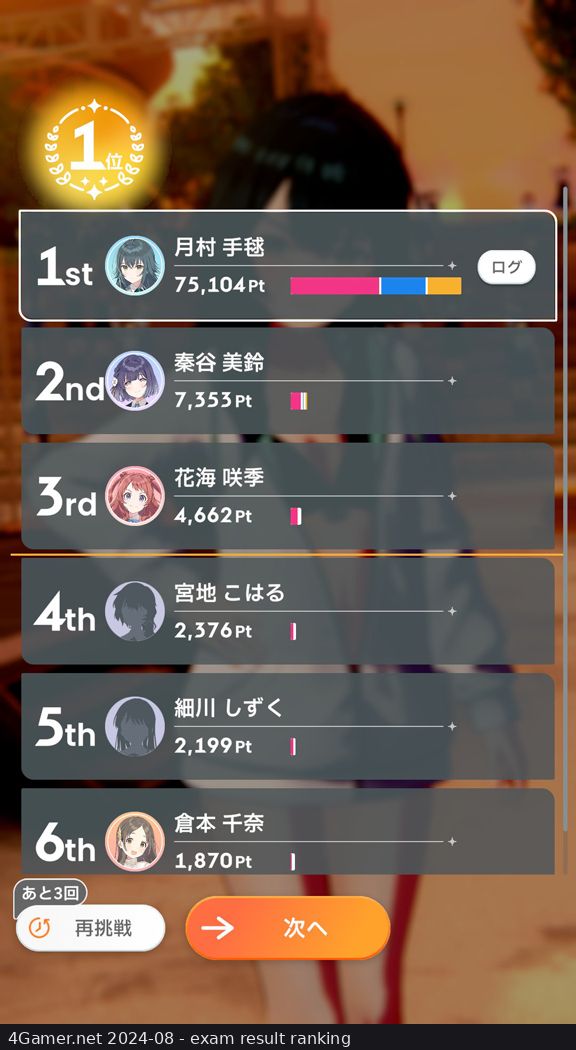 1位
1st
月村 手毬
75,104Pt
ログ
2nd
秦谷 美鈴
7,353Pt
3rd
花海 咲季
4,662Pt
4th
宮地 こはる
2,376Pt
5th
細川 しずく
2,199Pt
6th
倉本 千奈
1,870Pt
あと3回
再挑戦
次へ
4Gamer.net 2024-08 - exam result ranking